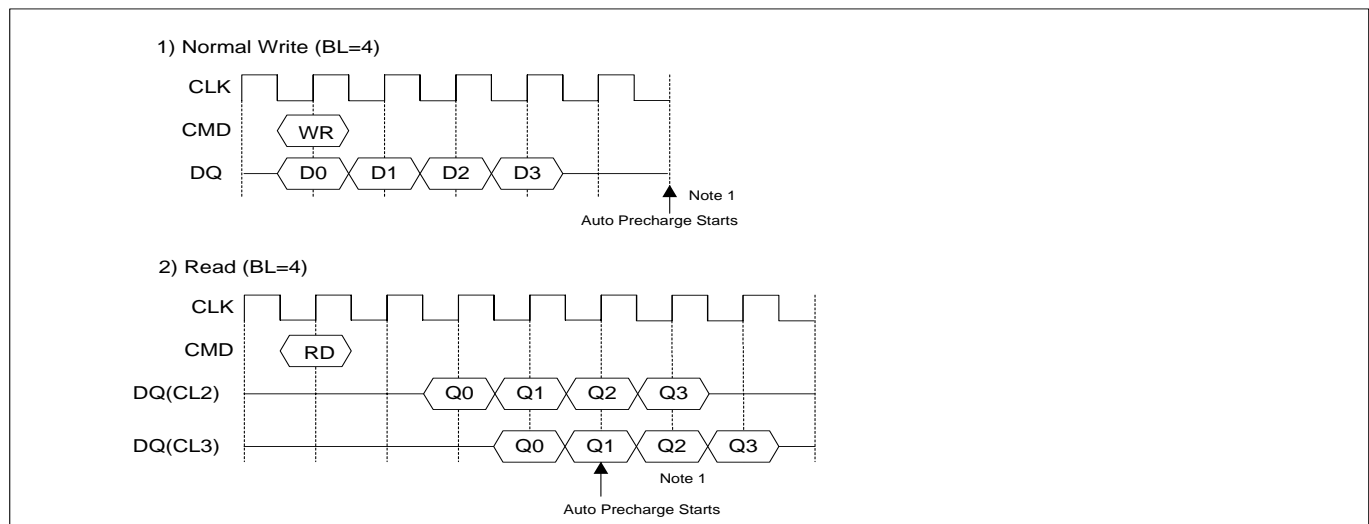 1) Normal Write (BL=4)
CLK
CMD WR
DQ D0 D1 D2 D3
Note 1
Auto Precharge Starts
2) Read (BL=4)
CLK
CMD RD
DQ(CL2) Q0 Q1 Q2 Q3
DQ(CL3) Q0 Q1 Q2 Q3
Note 1
Auto Precharge Starts